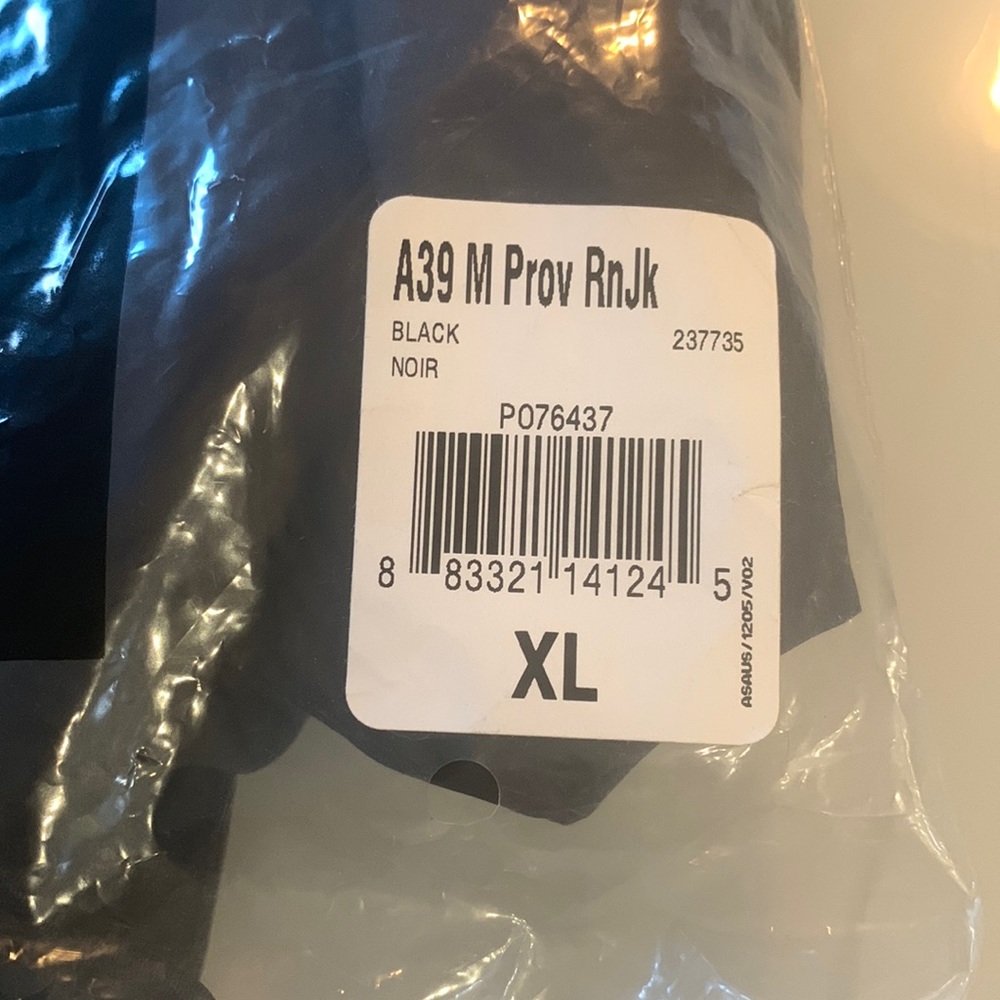 A39 M Prov RnJk
BLACK 237735
NOIR
P076437
8 83321 14124 5
XL
ASAUS/1205/V02